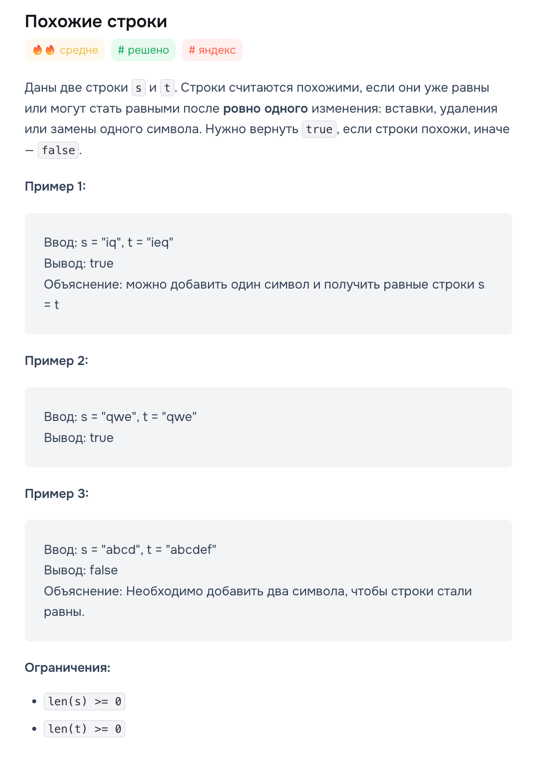 Похожие строки
🔥🔥 средне # решено # яндекс
Даны две строки s и t. Строки считаются похожими, если они уже равны
или могут стать равными после ровно одного изменения: вставки, удаления
или замены одного символа. Нужно вернуть true, если строки похожи, иначе
— false.
Пример 1:
Ввод: s = "iq", t = "ieq"
Вывод: true
Объяснение: можно добавить один символ и получить равные строки s
= t
Пример 2:
Ввод: s = "qwe", t = "qwe"
Вывод: true
Пример 3:
Ввод: s = "abcd", t = "abcdef"
Вывод: false
Объяснение: Необходимо добавить два символа, чтобы строки стали
равны.
Ограничения:
• len(s) >= 0
• len(t) >= 0